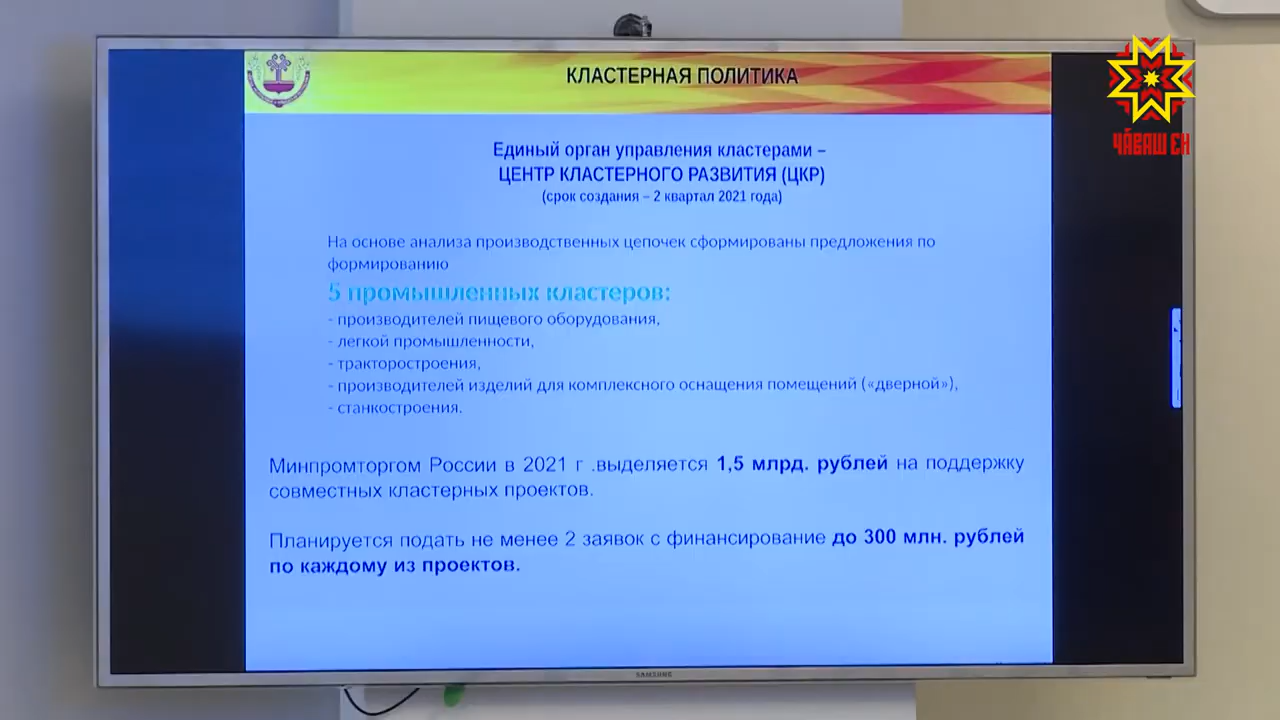 КЛАСТЕРНАЯ ПОЛИТИКА
ЧӐВАШ ЕН
Единый орган управления кластерами –
ЦЕНТР КЛАСТЕРНОГО РАЗВИТИЯ (ЦКР)
(срок создания – 2 квартал 2021 года)
На основе анализа производственных цепочек сформированы предложения по
формированию
5 промышленных кластеров:
- производителей пищевого оборудования,
- легкой промышленности,
- тракторостроения,
- производителей изделий для комплексного оснащения помещений («дверной»),
- станкостроения.
Минпромторгом России в 2021 г .выделяется 1,5 млрд. рублей на поддержку
совместных кластерных проектов.
Планируется подать не менее 2 заявок с финансирование до 300 млн. рублей
по каждому из проектов.
SAMSUNG